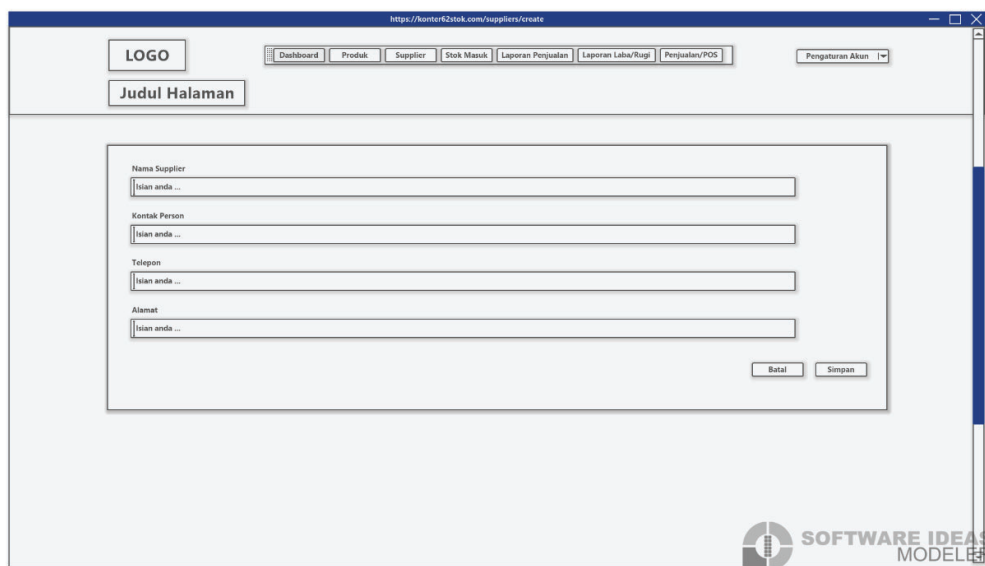 https://konter62stok.com/suppliers/create
LOGO
Dashboard Produk Supplier Stok Masuk Laporan Penjualan Laporan Laba/Rugi Penjualan/POS
Pengaturan Akun
Judul Halaman
Nama Supplier
Isian anda ...
Kontak Person
Isian anda ...
Telepon
Isian anda ...
Alamat
Isian anda ...
Batal Simpan
SOFTWARE IDEAS
MODELER